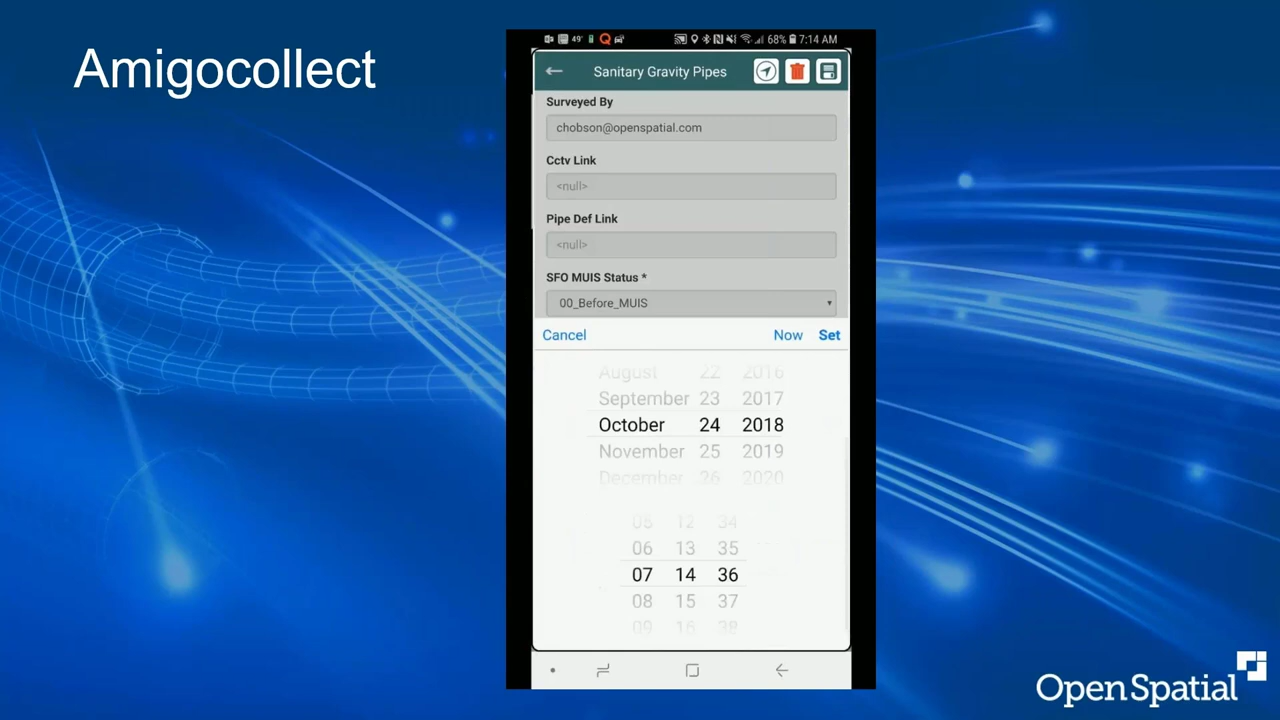 Amigocollect
49° 68% 7:14 AM
Sanitary Gravity Pipes
Surveyed By
chobson@openspatial.com
Cctv Link
<null>
Pipe Def Link
<null>
SFO MUIS Status *
00_Before_MUIS
Cancel Now Set
August 22 2016
September 23 2017
October 24 2018
November 25 2019
December 26 2020
05 12 34
06 13 35
07 14 36
08 15 37
09 16 38
Open Spatial